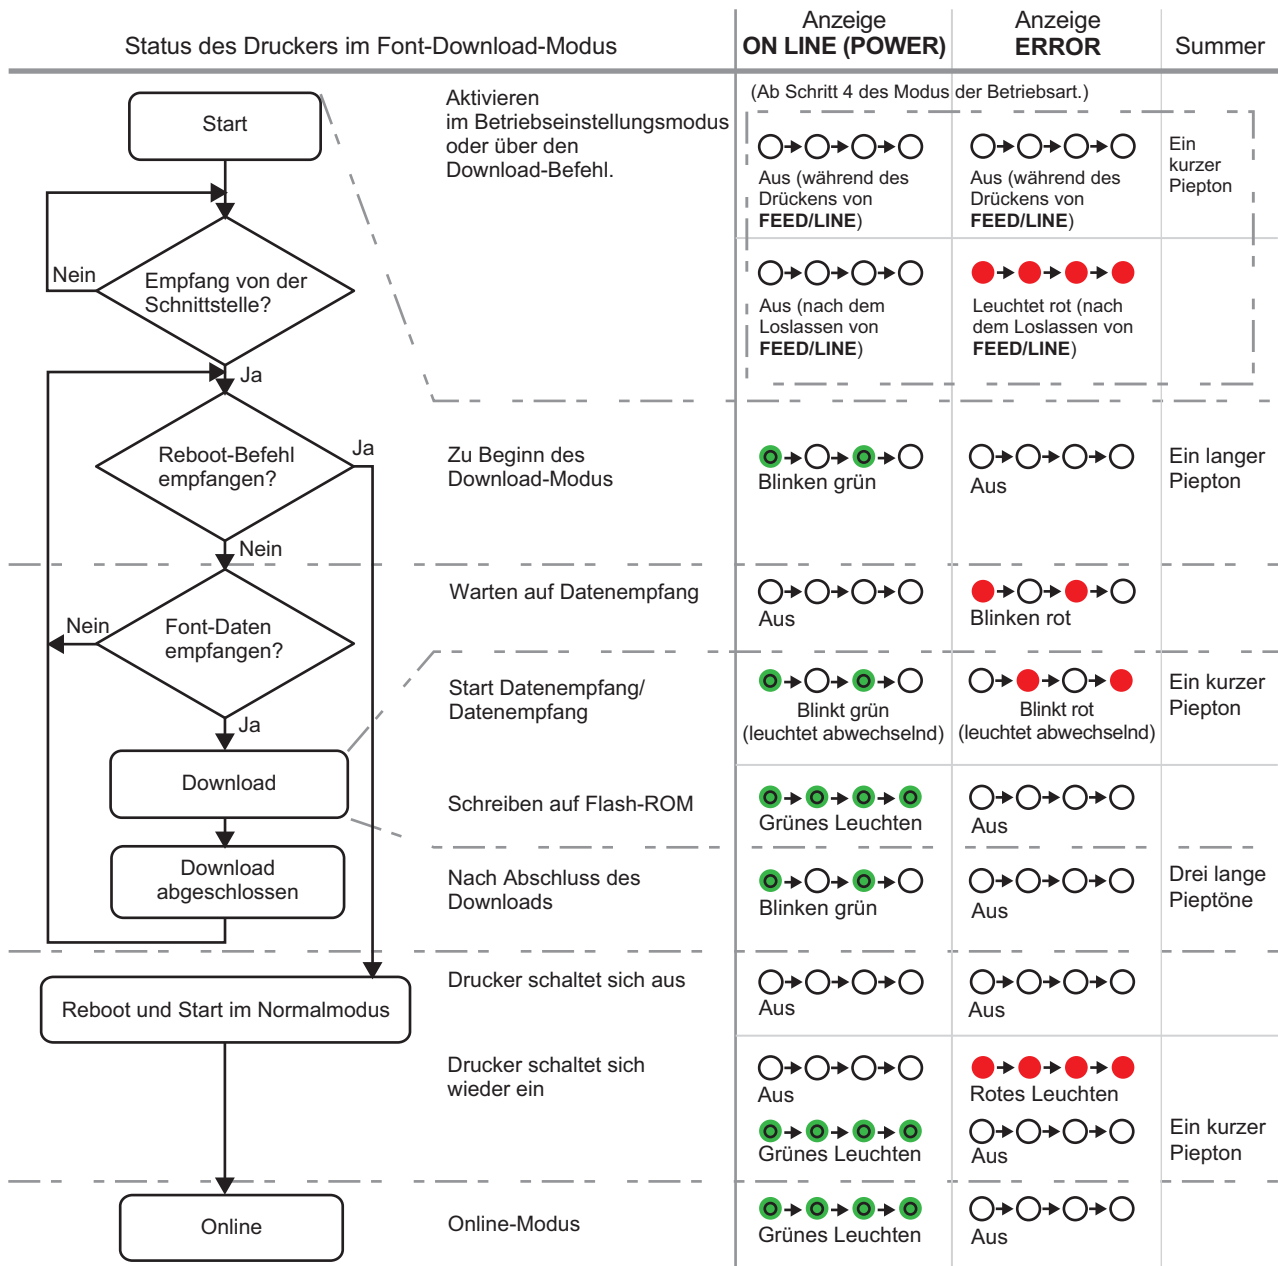 Status des Druckers im Font-Download-Modus
Anzeige
ON LINE (POWER)
Anzeige
ERROR
Summer
Start
Aktivieren
im Betriebseinstellungsmodus
oder über den
Download-Befehl.
(Ab Schritt 4 des Modus der Betriebsart.)
Aus (während des
Drückens von
FEED/LINE)
Aus (während des
Drückens von
FEED/LINE)
Ein
kurzer
Piepton
Nein
Empfang von der
Schnittstelle?
Aus (nach dem
Loslassen von
FEED/LINE)
Leuchtet rot (nach
dem Loslassen von
FEED/LINE)
Ja
Reboot-Befehl
empfangen?
Ja
Zu Beginn des
Download-Modus
Blinken grün
Aus
Ein langer
Piepton
Nein
Warten auf Datenempfang
Aus
Blinken rot
Nein
Font-Daten
empfangen?
Start Datenempfang/
Datenempfang
Blinkt grün
(leuchtet abwechselnd)
Blinkt rot
(leuchtet abwechselnd)
Ein kurzer
Piepton
Ja
Download
Schreiben auf Flash-ROM
Grünes Leuchten
Aus
Download
abgeschlossen
Nach Abschluss des
Downloads
Blinken grün
Aus
Drei lange
Pieptöne
Reboot und Start im Normalmodus
Drucker schaltet sich aus
Aus
Aus
Drucker schaltet sich
wieder ein
Aus
Rotes Leuchten
Grünes Leuchten
Aus
Ein kurzer
Piepton
Online
Online-Modus
Grünes Leuchten
Aus